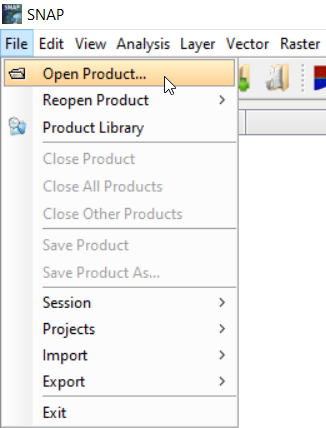 SNAP
File Edit View Analysis Layer Vector Raster
Open Product...
Reopen Product
Product Library
Close Product
Close All Products
Close Other Products
Save Product
Save Product As...
Session
Projects
Import
Export
Exit